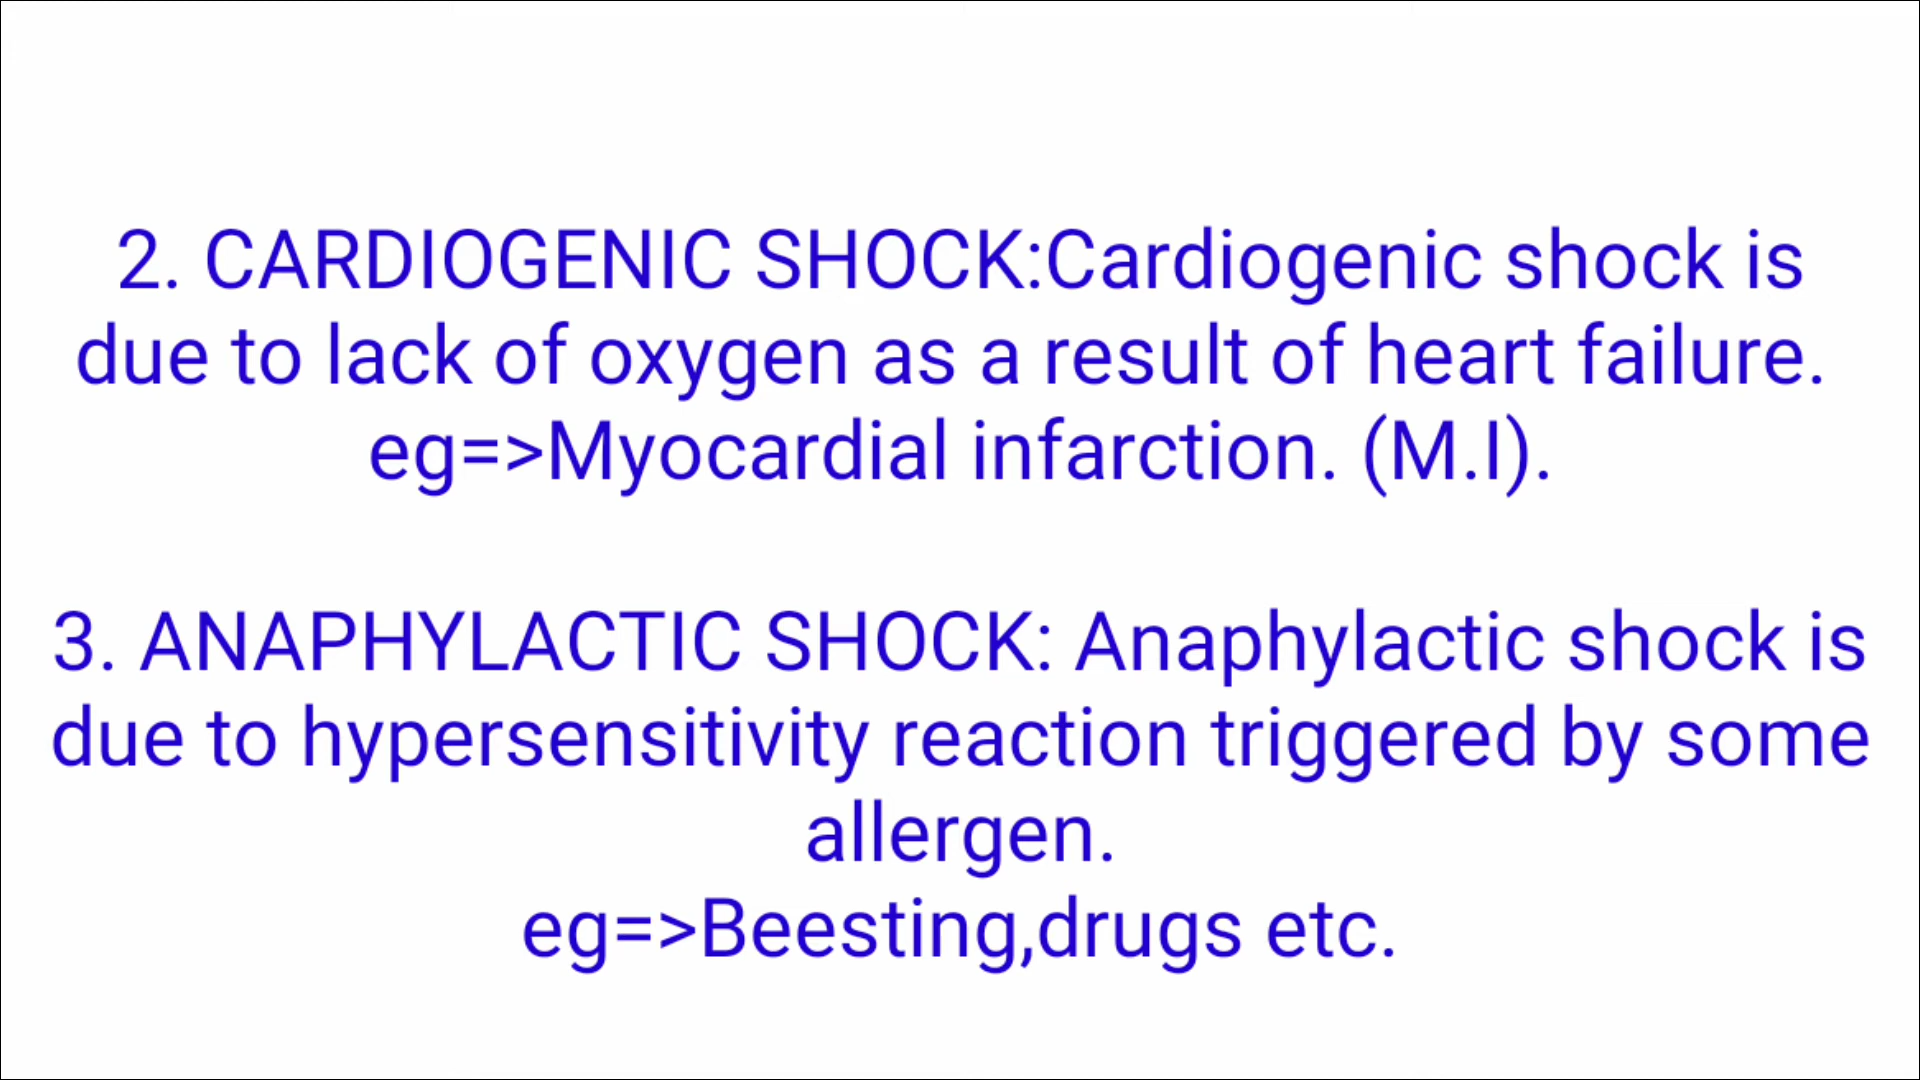 2. CARDIOGENIC SHOCK:Cardiogenic shock is
due to lack of oxygen as a result of heart failure.
eg=>Myocardial infarction. (M.I).
3. ANAPHYLACTIC SHOCK: Anaphylactic shock is
due to hypersensitivity reaction triggered by some
allergen.
eg=>Beesting,drugs etc.